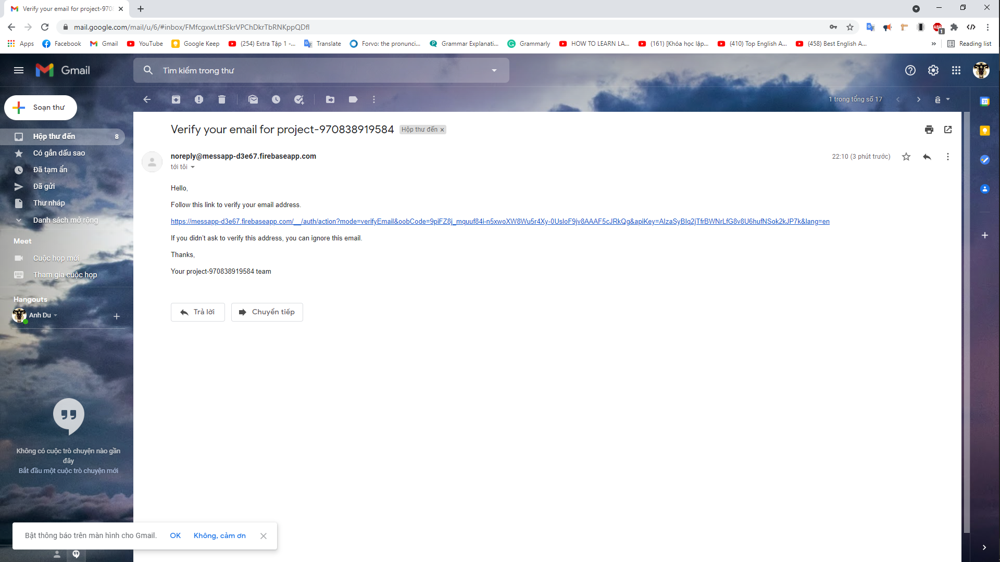 Verify your email for project-970
mail.google.com/mail/u/6/#inbox/FMfcgxwLttFSkrVPChDkrTbRNKppQDfl
ABP 1
Apps Facebook Gmail YouTube Google Keep (254) Extra Tập 1 -... Translate Forvo: the pronunci... Grammar Explanati... Grammarly HOW TO LEARN LA... (161) [Khóa học lập... (410) Top English A... (458) Best English A... » Reading list
Gmail
Tìm kiếm trong thư
Soạn thư
1 trong tổng số 17
ê
31
Hộp thư đến 8
Có gắn dấu sao
Đã tạm ẩn
Đã gửi
Thư nháp
Danh sách mở rộng
Meet
Cuộc họp mới
Tham gia cuộc họp
Hangouts
Anh Du
Không có cuộc trò chuyện nào gần
đây
Bắt đầu một cuộc trò chuyện mới
Verify your email for project-970838919584 Hộp thư đến ×
noreply@messapp-d3e67.firebaseapp.com
22:10 (3 phút trước)
tới tôi
Hello,
Follow this link to verify your email address.
https://messapp-d3e67.firebaseapp.com/__/auth/action?mode=verifyEmail&oobCode=9piFZ8j_mquuf84i-n5xwoXW8Wu5r4Xy-0UsloF9jv8AAAF5cJRkQg&apiKey=AIzaSyBIq2jTfrBWNrLfG8v8U6hufNSok2kJP7k&lang=en
If you didn't ask to verify this address, you can ignore this email.
Thanks,
Your project-970838919584 team
Trả lời Chuyển tiếp
Bật thông báo trên màn hình cho Gmail. OK Không, cảm ơn